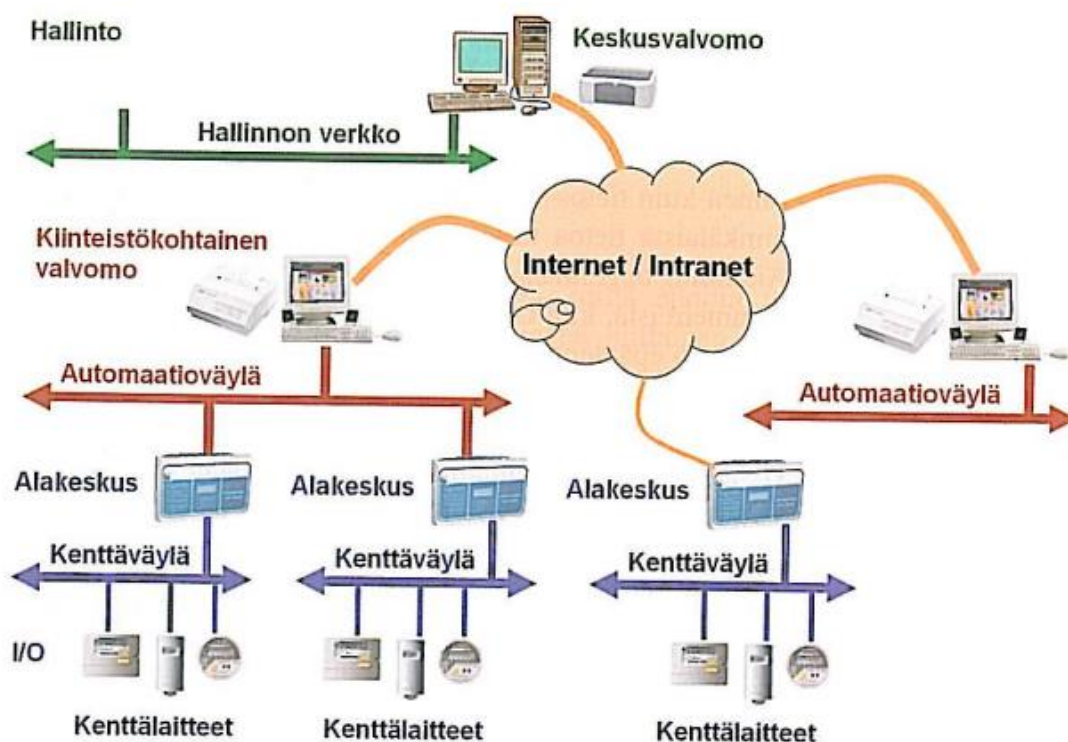 Hallinto
Keskusvalvomo
Hallinnon verkko
Kiinteistökohtainen
valvomo
Internet / Intranet
Automaatioväylä
Automaatioväylä
Alakeskus
Alakeskus
Alakeskus
Kenttäväylä
Kenttäväylä
Kenttäväylä
I/O
Kenttälaitteet
Kenttälaitteet
Kenttälaitteet